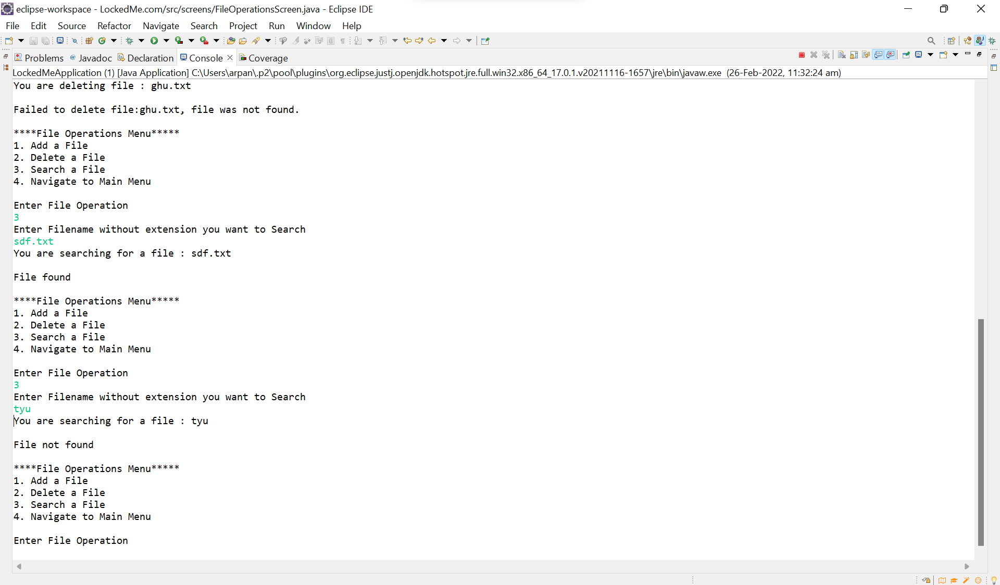 eclipse-workspace - LockedMe.com/src/screens/FileOperationsScreen.java - Eclipse IDE
File Edit Source Refactor Navigate Search Project Run Window Help
Problems @ Javadoc Declaration Console Coverage
LockedMeApplication (1) [Java Application] C:\Users\arpan\.p2\pool\plugins\org.eclipse.justj.openjdk.hotspot.jre.full.win32.x86_64_17.0.1.v20211116-1657\jre\bin\javaw.exe (26-Feb-2022, 11:32:24 am)
You are deleting file : ghu.txt
Failed to delete file:ghu.txt, file was not found.
****File Operations Menu*****
1. Add a File
2. Delete a File
3. Search a File
4. Navigate to Main Menu
Enter File Operation
3
Enter Filename without extension you want to Search
sdf.txt
You are searching for a file : sdf.txt
File found
****File Operations Menu*****
1. Add a File
2. Delete a File
3. Search a File
4. Navigate to Main Menu
Enter File Operation
3
Enter Filename without extension you want to Search
tyu
You are searching for a file : tyu
File not found
****File Operations Menu*****
1. Add a File
2. Delete a File
3. Search a File
4. Navigate to Main Menu
Enter File Operation